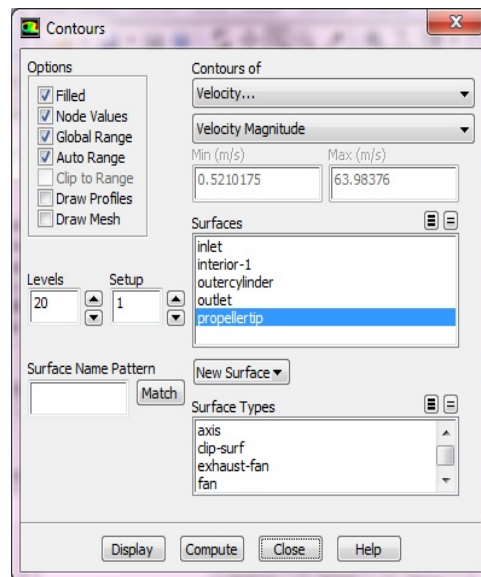 Contours
Options
Filled
Node Values
Global Range
Auto Range
Clip to Range
Draw Profiles
Draw Mesh
Levels
Setup
20
1
Surface Name Pattern
Match
Contours of
Velocity...
Velocity Magnitude
Min (m/s)
Max (m/s)
0.5210175
63.98376
Surfaces
inlet
interior-1
outercylinder
outlet
propellertip
New Surface
Surface Types
axis
clip-surf
exhaust-fan
fan
Display
Compute
Close
Help